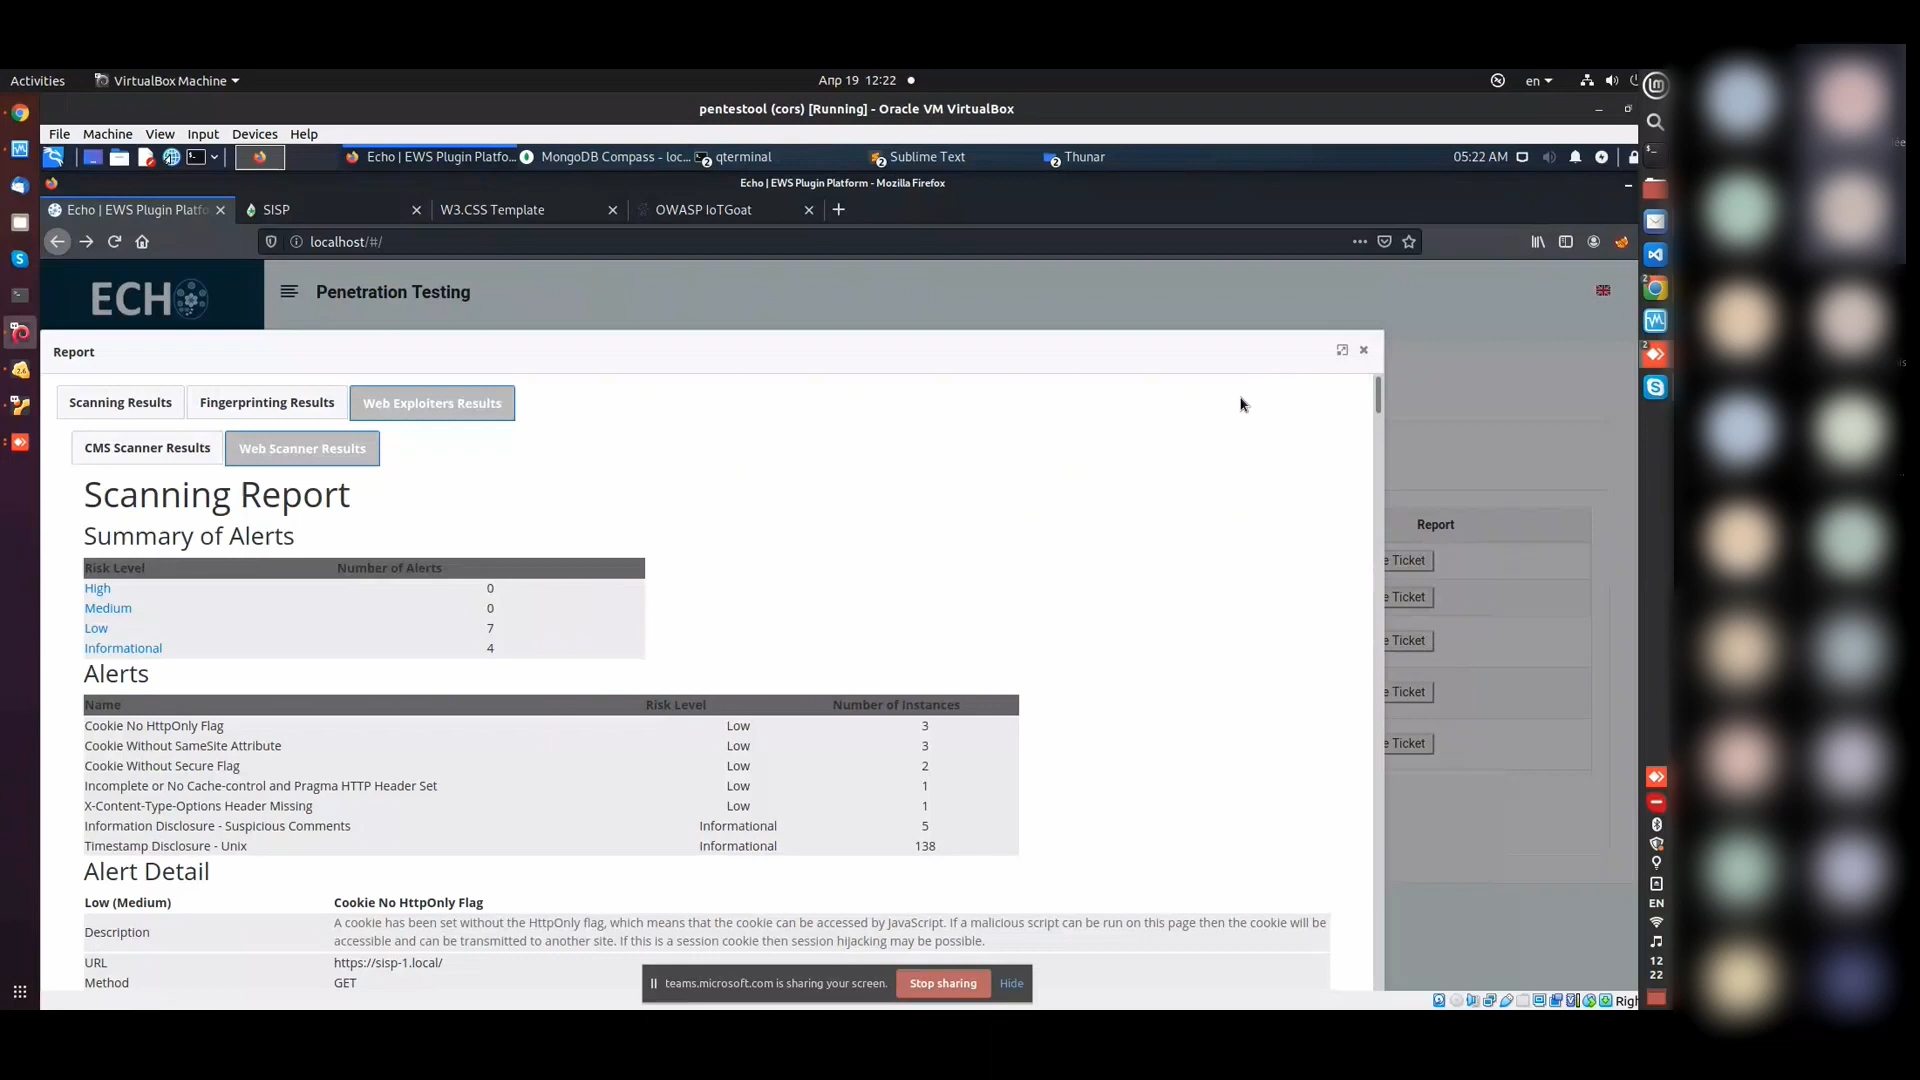 Activities VirtualBox Machine Апр 19 12:22 en
pentestool (cors) [Running] - Oracle VM VirtualBox
File Machine View Input Devices Help
Echo | EWS Plugin Platfo... MongoDB Compass - loc... qterminal Sublime Text Thunar 05:22 AM
Echo | EWS Plugin Platform - Mozilla Firefox
Echo | EWS Plugin Platfo SISP W3.CSS Template OWASP IoTGoat
localhost/#/
ECHO Penetration Testing
Report
Scanning Results Fingerprinting Results Web Exploiters Results
CMS Scanner Results Web Scanner Results
Scanning Report
Summary of Alerts
Risk Level Number of Alerts
High 0
Medium 0
Low 7
Informational 4
Alerts
Name Risk Level Number of Instances
Cookie No HttpOnly Flag Low 3
Cookie Without SameSite Attribute Low 3
Cookie Without Secure Flag Low 2
Incomplete or No Cache-control and Pragma HTTP Header Set Low 1
X-Content-Type-Options Header Missing Low 1
Information Disclosure - Suspicious Comments Informational 5
Timestamp Disclosure - Unix Informational 138
Alert Detail
Low (Medium) Cookie No HttpOnly Flag
Description A cookie has been set without the HttpOnly flag, which means that the cookie can be accessed by JavaScript. If a malicious script can be run on this page then the cookie will be
accessible and can be transmitted to another site. If this is a session cookie then session hijacking may be possible.
URL https://sisp-1.local/
Method GET
Report
e Ticket
e Ticket
e Ticket
e Ticket
e Ticket
teams.microsoft.com is sharing your screen. Stop sharing Hide
Righ
EN
12
22